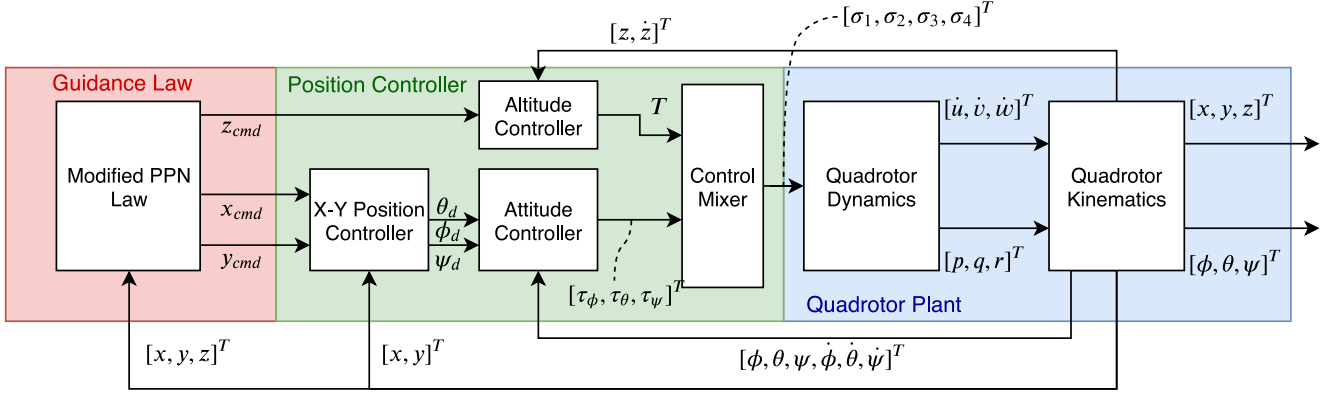 [σ₁, σ₂, σ₃, σ₄]ᵀ
[z, ż]ᵀ
Guidance Law
Position Controller
Altitude
Controller
T
z_cmd
Modified PPN
Law
x_cmd
y_cmd
X-Y Position
Controller
θ_d
ϕ_d
ψ_d
Attitude
Controller
[τ_ϕ, τ_θ, τ_ψ]ᵀ
Control
Mixer
Quadrotor
Dynamics
[u̇, v̇, ẇ]ᵀ
[p, q, r]ᵀ
Quadrotor
Kinematics
[x, y, z]ᵀ
[ϕ, θ, ψ]ᵀ
Quadrotor Plant
[x, y, z]ᵀ
[x, y]ᵀ
[ϕ, θ, ψ, ϕ̇, θ̇, ψ̇]ᵀ